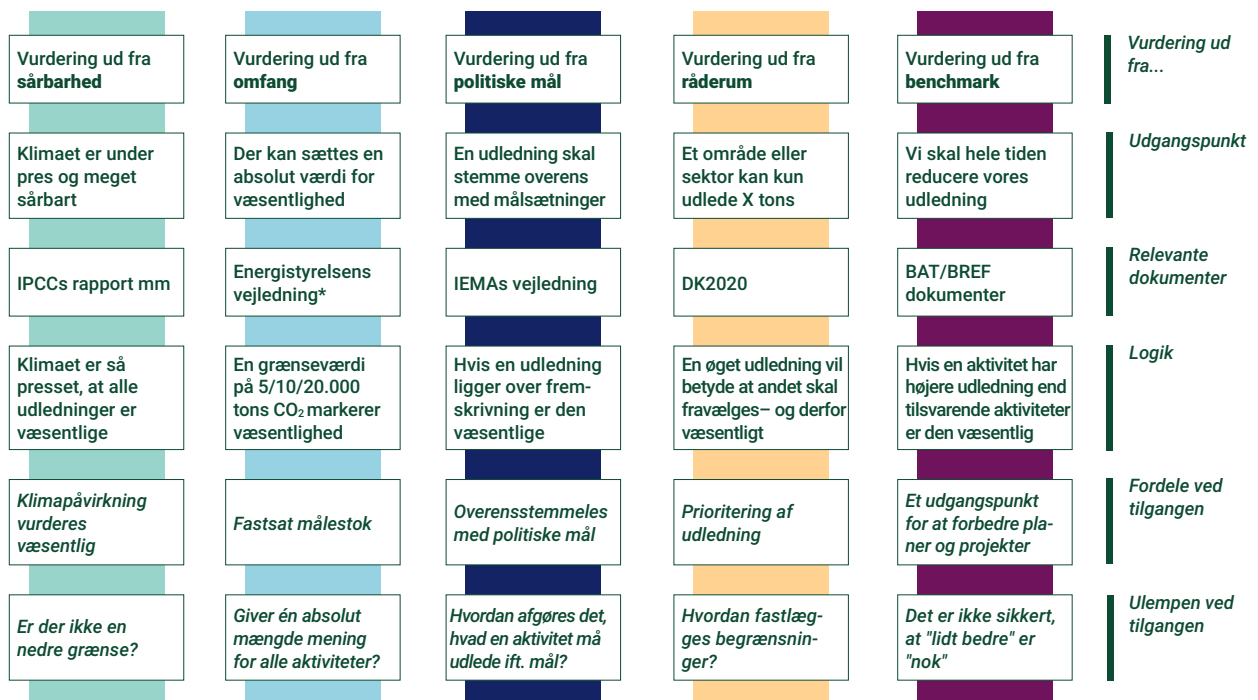 Vurdering ud fra
sårbarhed
Vurdering ud fra
omfang
Vurdering ud fra
politiske mål
Vurdering ud fra
råderum
Vurdering ud fra
benchmark
Vurdering ud
fra...
Klimaet er under
pres og meget
sårbart
Der kan sættes en
absolut værdi for
væsentlighed
En udledning skal
stemme overens
med målsætninger
Et område eller
sektor kan kun
udlede X tons
Vi skal hele tiden
reducere vores
udledning
Udgangspunkt
IPCCs rapport mm
Energistyrelsens
vejledning*
IEMAs vejledning
DK2020
BAT/BREF
dokumenter
Relevante
dokumenter
Klimaet er så
presset, at alle
udledninger er
væsentlige
En grænseværdi
på 5/10/20.000
tons CO₂ markerer
væsentlighed
Hvis en udledning
ligger over frem-
skrivning er den
væsentlige
En øget udledning vil
betyde at andet skal
fravælges– og derfor
væsentligt
Hvis en aktivitet har
højere udledning end
tilsvarende aktiviteter
er den væsentlig
Logik
Klimapåvirkning
vurderes
væsentlig
Fastsat målestok
Overensstemmeles
med politiske mål
Prioritering af
udledning
Et udgangspunkt
for at forbedre pla-
ner og projekter
Fordele ved
tilgangen
Er der ikke en
nedre grænse?
Giver én absolut
mængde mening
for alle aktiviteter?
Hvordan afgøres det,
hvad en aktivitet må
udlede ift. mål?
Hvordan fastlæg-
ges begrænsnin-
ger?
Det er ikke sikkert,
at "lidt bedre" er
"nok"
Ulempen ved
tilgangen